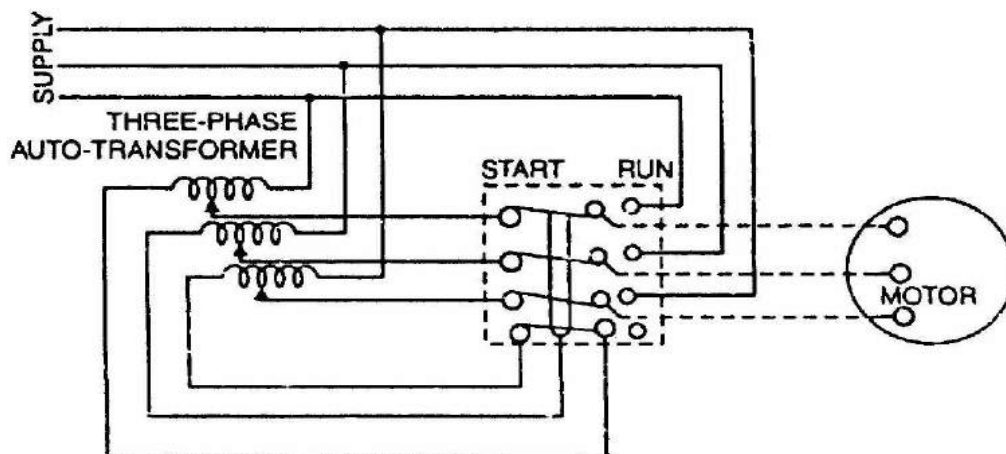 SUPPLY
THREE-PHASE
AUTO-TRANSFORMER
START RUN
MOTOR